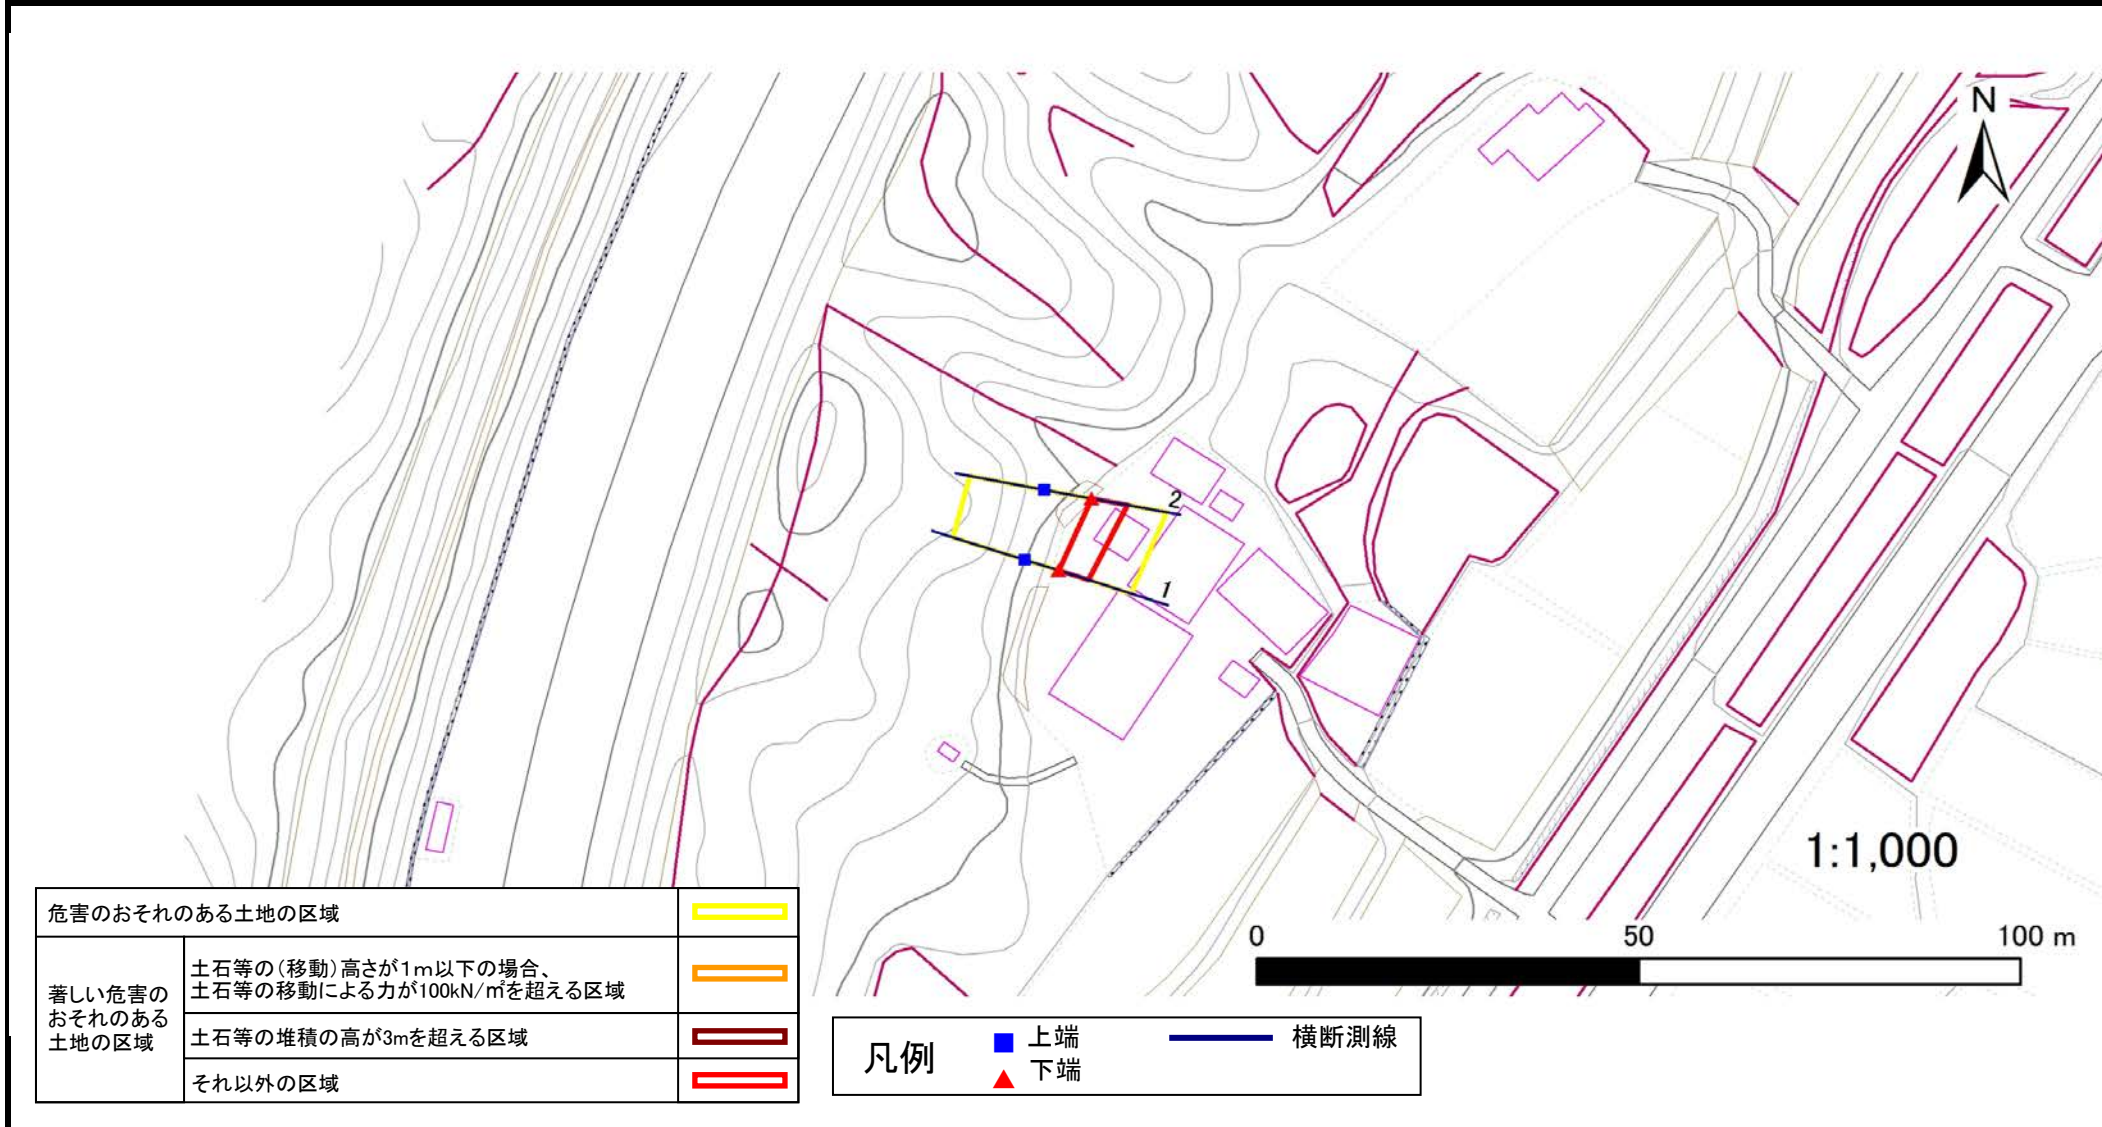 N
2
1
1:1,000
0 50 100 m
危害のおそれのある土地の区域
著しい危害の
おそれのある
土地の区域
土石等の(移動)高さが1m以下の場合、
土石等の移動による力が100kN/㎡を超える区域
土石等の堆積の高が3mを超える区域
それ以外の区域
凡例
上端
下端
横断測線